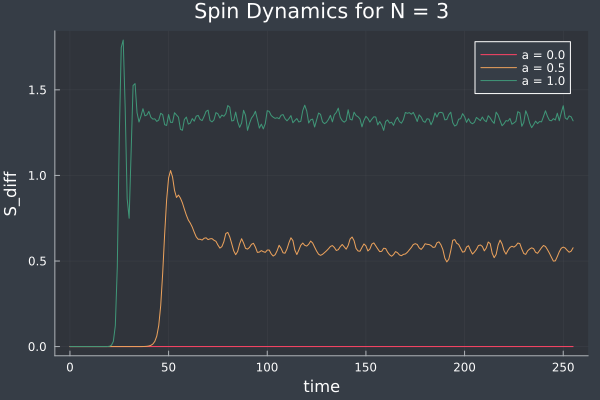 Spin Dynamics for N = 3
a = 0.0
a = 0.5
a = 1.0
S_diff
1.5
1.0
0.5
0.0
0 50 100 150 200 250
time